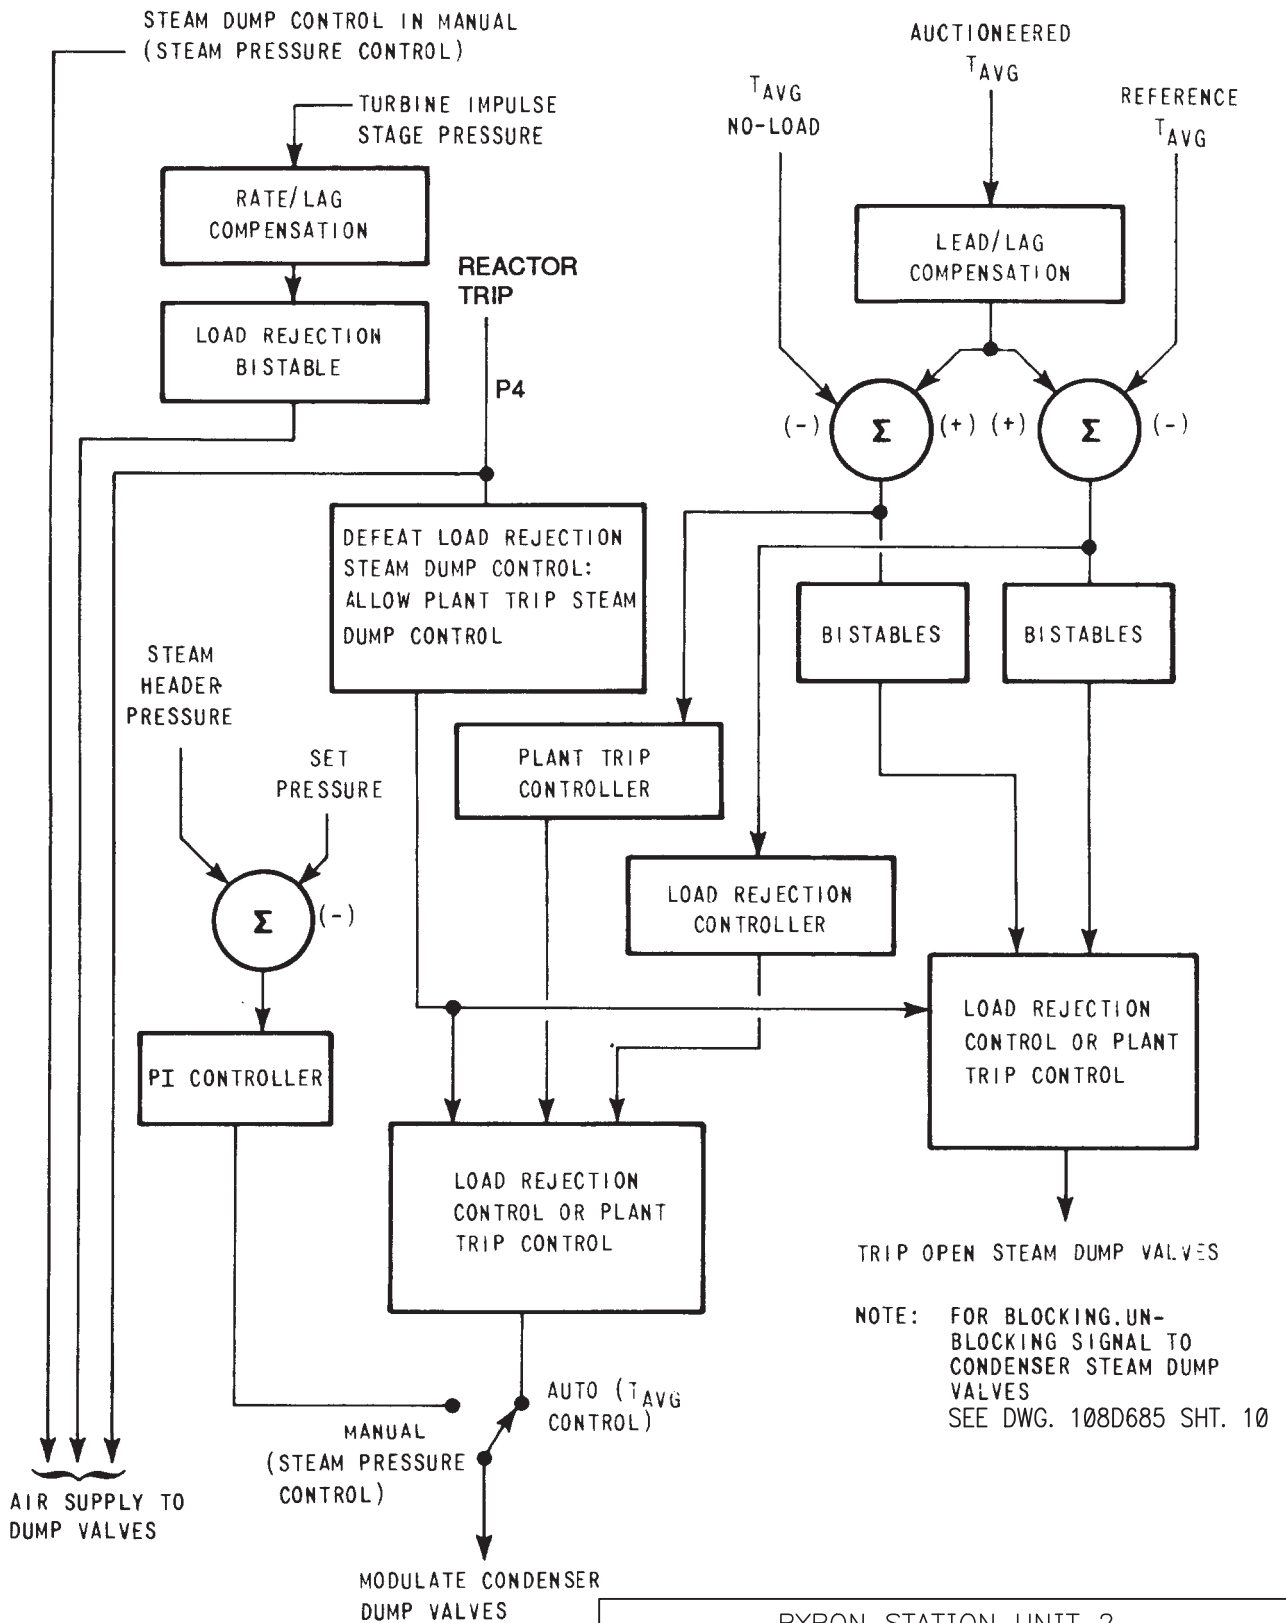 STEAM DUMP CONTROL IN MANUAL
(STEAM PRESSURE CONTROL)
TURBINE IMPULSE
STAGE PRESSURE
RATE/LAG
COMPENSATION
LOAD REJECTION
BISTABLE
REACTOR
TRIP
P4
AUCTIONEERED
TAVG
TAVG
NO-LOAD
REFERENCE
TAVG
LEAD/LAG
COMPENSATION
(-)
Σ
(+)
(+)
Σ
(-)
DEFEAT LOAD REJECTION
STEAM DUMP CONTROL:
ALLOW PLANT TRIP STEAM
DUMP CONTROL
BISTABLES
BISTABLES
STEAM
HEADER
PRESSURE
SET
PRESSURE
PLANT TRIP
CONTROLLER
LOAD REJECTION
CONTROLLER
Σ
(-)
PI CONTROLLER
LOAD REJECTION
CONTROL OR PLANT
TRIP CONTROL
LOAD REJECTION
CONTROL OR PLANT
TRIP CONTROL
TRIP OPEN STEAM DUMP VALVES
NOTE: FOR BLOCKING.UN-
BLOCKING SIGNAL TO
CONDENSER STEAM DUMP
VALVES
SEE DWG. 108D685 SHT. 10
AUTO (TAVG
CONTROL)
MANUAL
(STEAM PRESSURE
CONTROL)
AIR SUPPLY TO
DUMP VALVES
MODULATE CONDENSER
DUMP VALVES
BYRON STATION UNIT 2